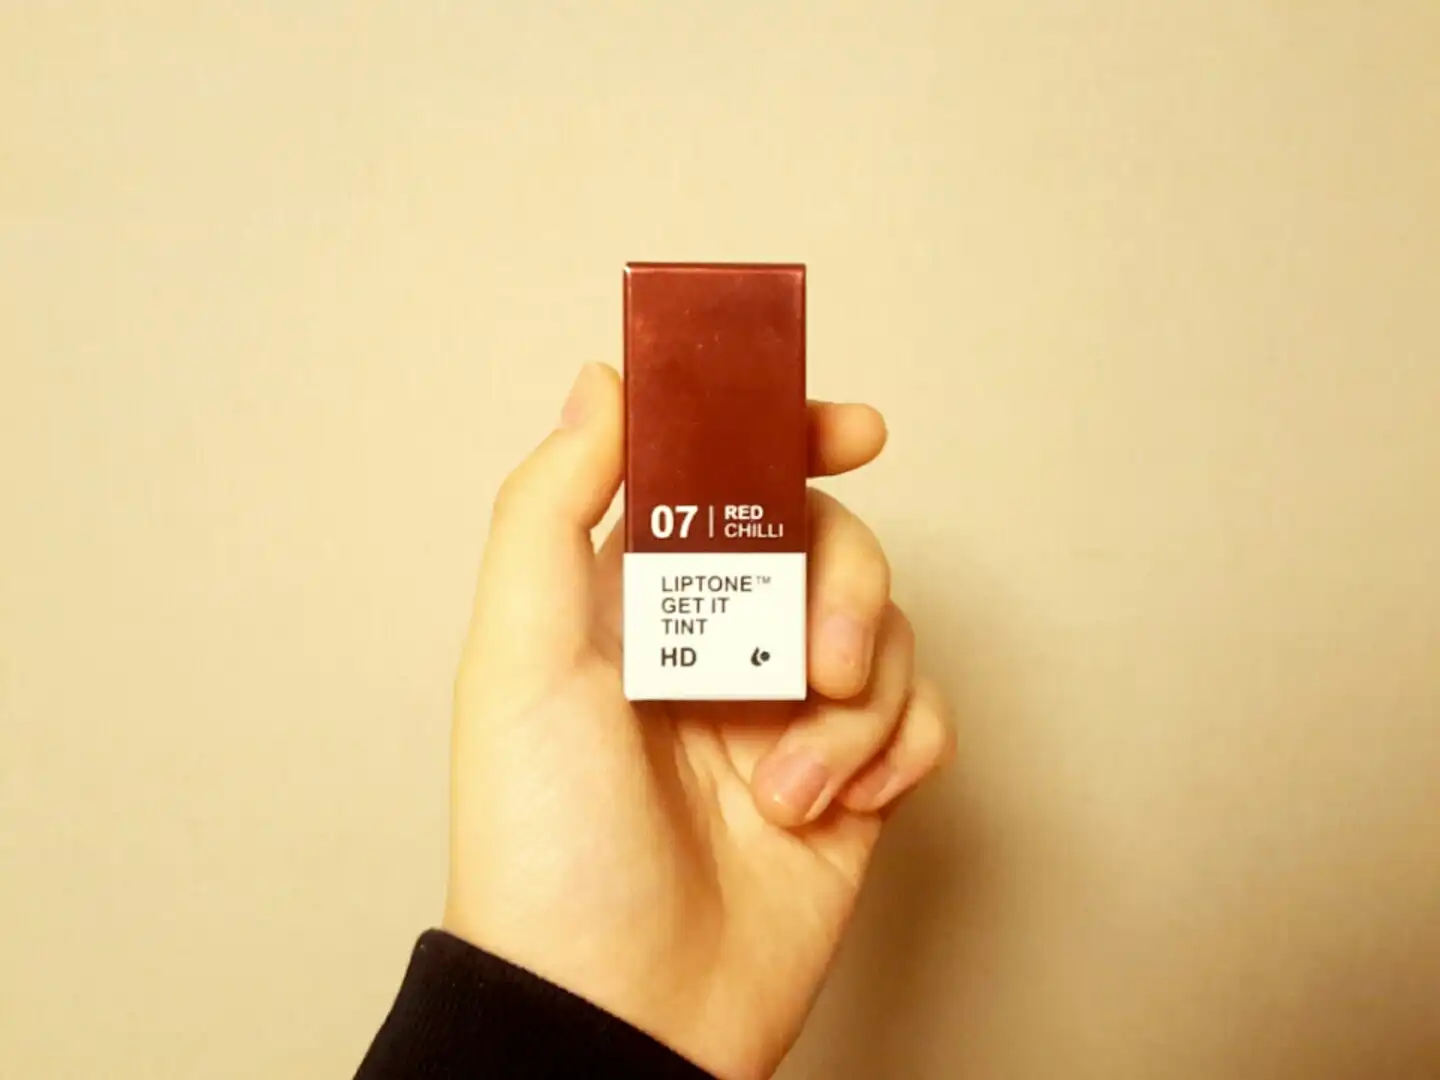 07 | RED
CHILLI
LIPTONE™
GET IT
TINT
HD